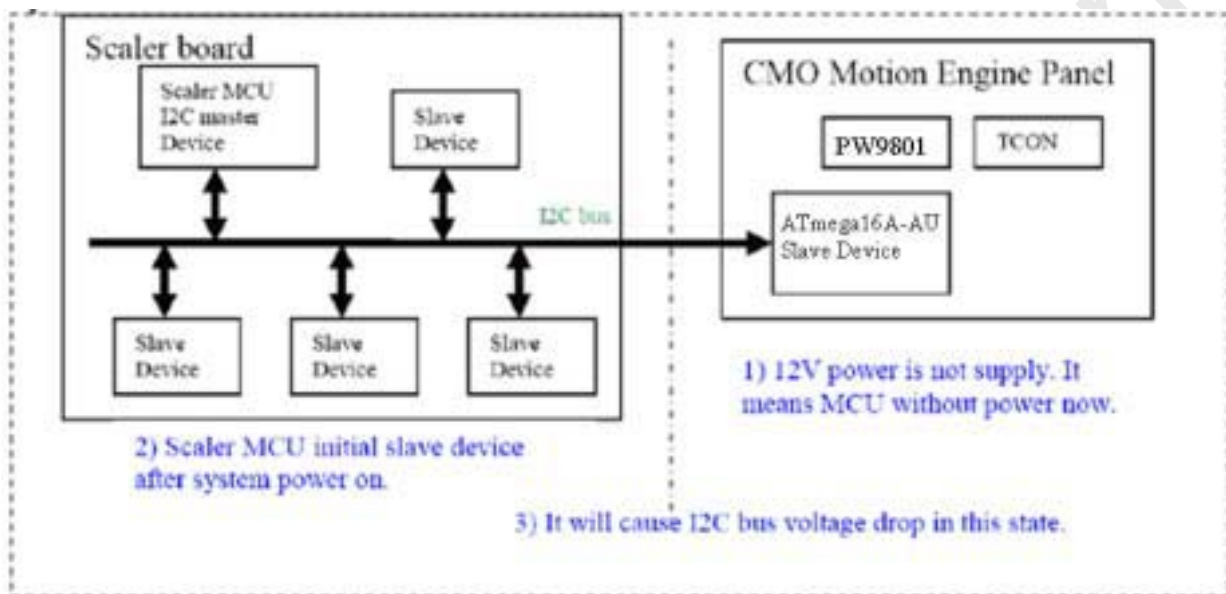 Scaler board
Scaler MCU
I2C master
Device
Slave
Device
I2C bus
Slave
Device
Slave
Device
Slave
Device
CMO Motion Engine Panel
PW9801
TCON
ATmega16A-AU
Slave Device
1) 12V power is not supply. It
means MCU without power now.
2) Scaler MCU initial slave device
after system power on.
3) It will cause I2C bus voltage drop in this state.